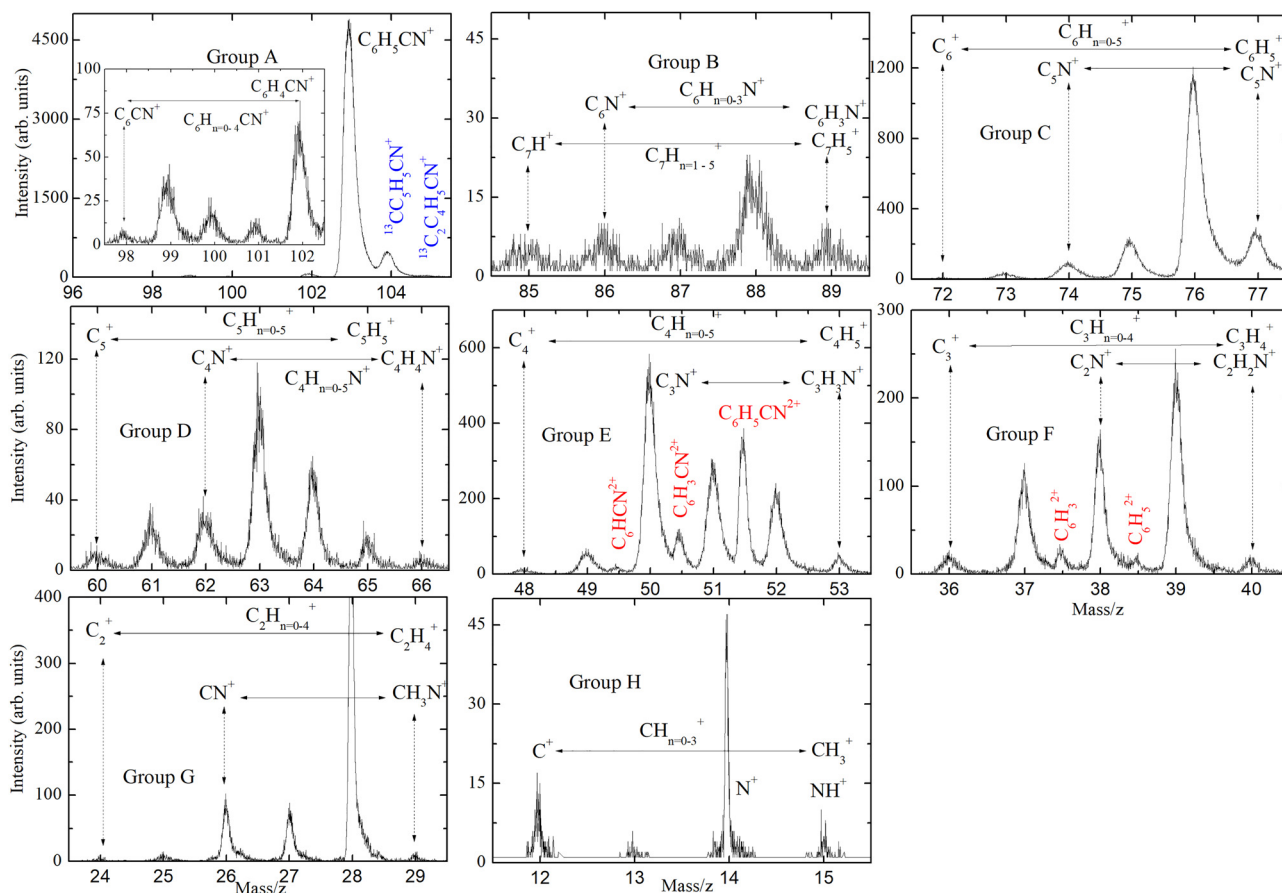 Intensity (arb. units)
4500
3000
1500
0
Group A
C6H5CN+
100
75
50
25
0
C6H4CN+
C6CN+
C6Hn=0-4CN+
98 99 100 101 102
13CC5H5CN+
13C2C4H5CN+
96 98 100 102 104
45
30
15
0
Group B
C6N+
C6Hn=0-3N+
C6H3N+
C7H+
C7Hn=1-5+
C7H5+
85 86 87 88 89
1200
800
400
0
C6+
C6Hn=0-5+
C6H5+
C5N+
C5N+
Group C
72 73 74 75 76 77
Intensity (arb. units)
120
80
40
0
C5+
C5Hn=0-5+
C5H5+
C4N+
C4H4N+
C4Hn=0-5N+
Group D
60 61 62 63 64 65 66
600
400
200
0
C4+
C4Hn=0-5+
C4H5+
C3N+
C3H3N+
C6H5CN2+
Group E
C6HCN2+
C6H3CN2+
48 49 50 51 52 53
300
200
100
0
C3+
C3Hn=0-4+
C3H4+
C2N+
C2H2N+
Group F
C6H32+
C6H52+
36 37 38 39 40
Mass/z
Intensity (arb. units)
400
300
200
100
0
C2+
C2Hn=0-4+
C2H4+
CN+
CH3N+
Group G
24 25 26 27 28 29
Mass/z
45
30
15
0
Group H
CHn=0-3+
C+
CH3+
N+
NH+
12 13 14 15
Mass/z